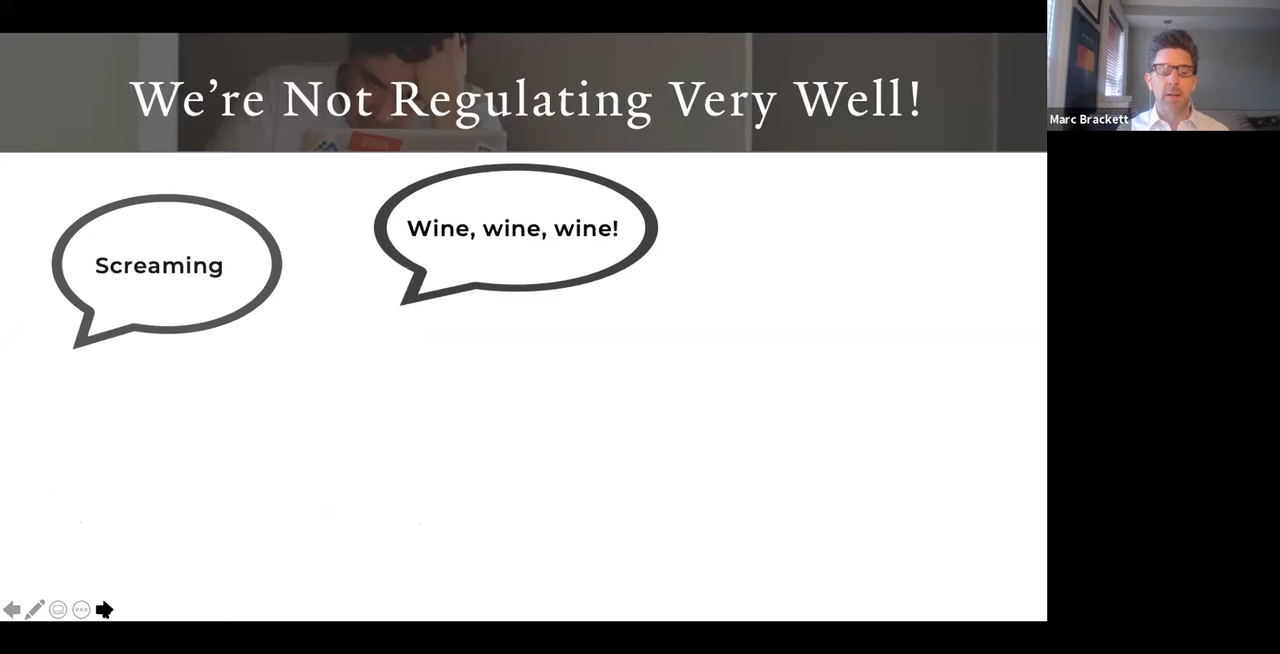 We're Not Regulating Very Well!
Marc Brackett
Screaming
Wine, wine, wine!